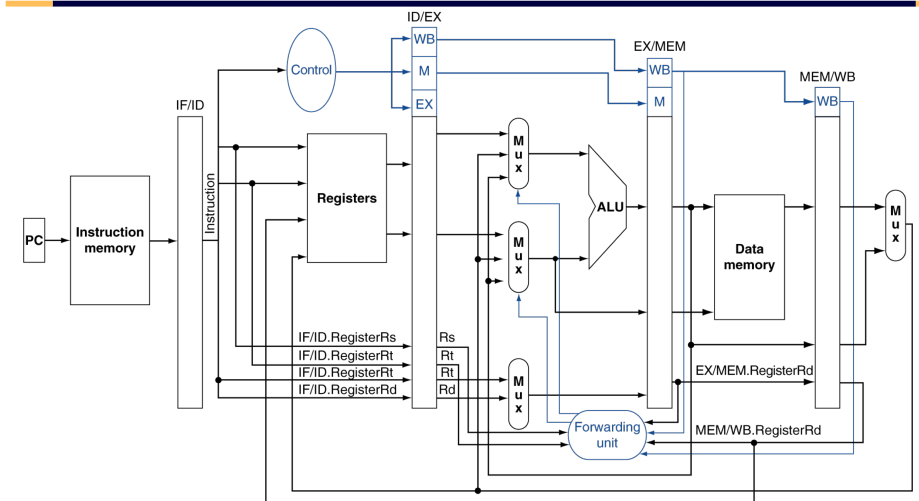 ID/EX
WB
EX/MEM
Control
M
WB
MEM/WB
EX
M
WB
IF/ID
M
u
x
Instruction
Registers
ALU
M
u
x
PC
Instruction
memory
M
u
x
Data
memory
IF/ID.RegisterRs
Rs
IF/ID.RegisterRt
Rt
IF/ID.RegisterRt
Rt
IF/ID.RegisterRd
Rd
M
u
x
EX/MEM.RegisterRd
Forwarding
unit
MEM/WB.RegisterRd